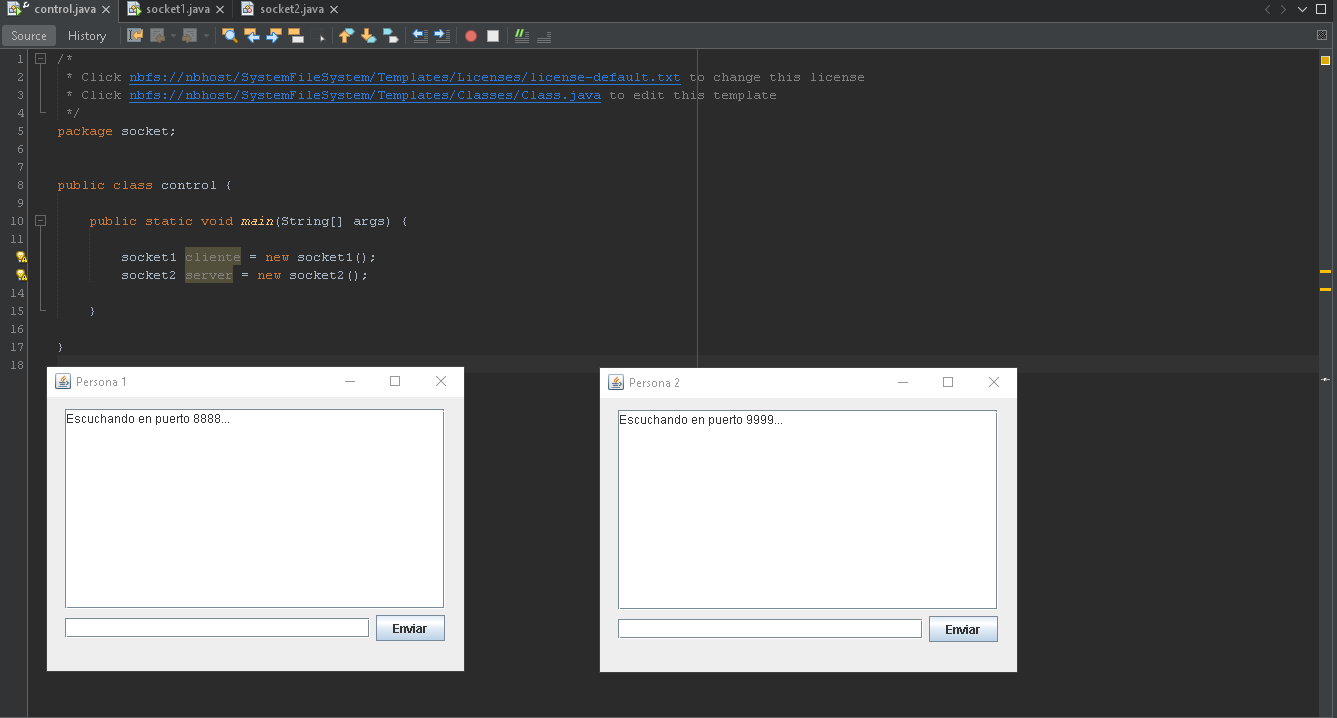 control.java socket1.java socket2.java
Source History
1 /*
2 * Click nbfs://nbhost/SystemFileSystem/Templates/Licenses/license-default.txt to change this license
3 * Click nbfs://nbhost/SystemFileSystem/Templates/Classes/Class.java to edit this template
4 */
5 package socket;
6
7
8 public class control {
9
10 public static void main(String[] args) {
11
socket1 cliente = new socket1();
socket2 server = new socket2();
14
15 }
16
17 }
18
Persona 1
Escuchando en puerto 8888...
Enviar
Persona 2
Escuchando en puerto 9999...
Enviar